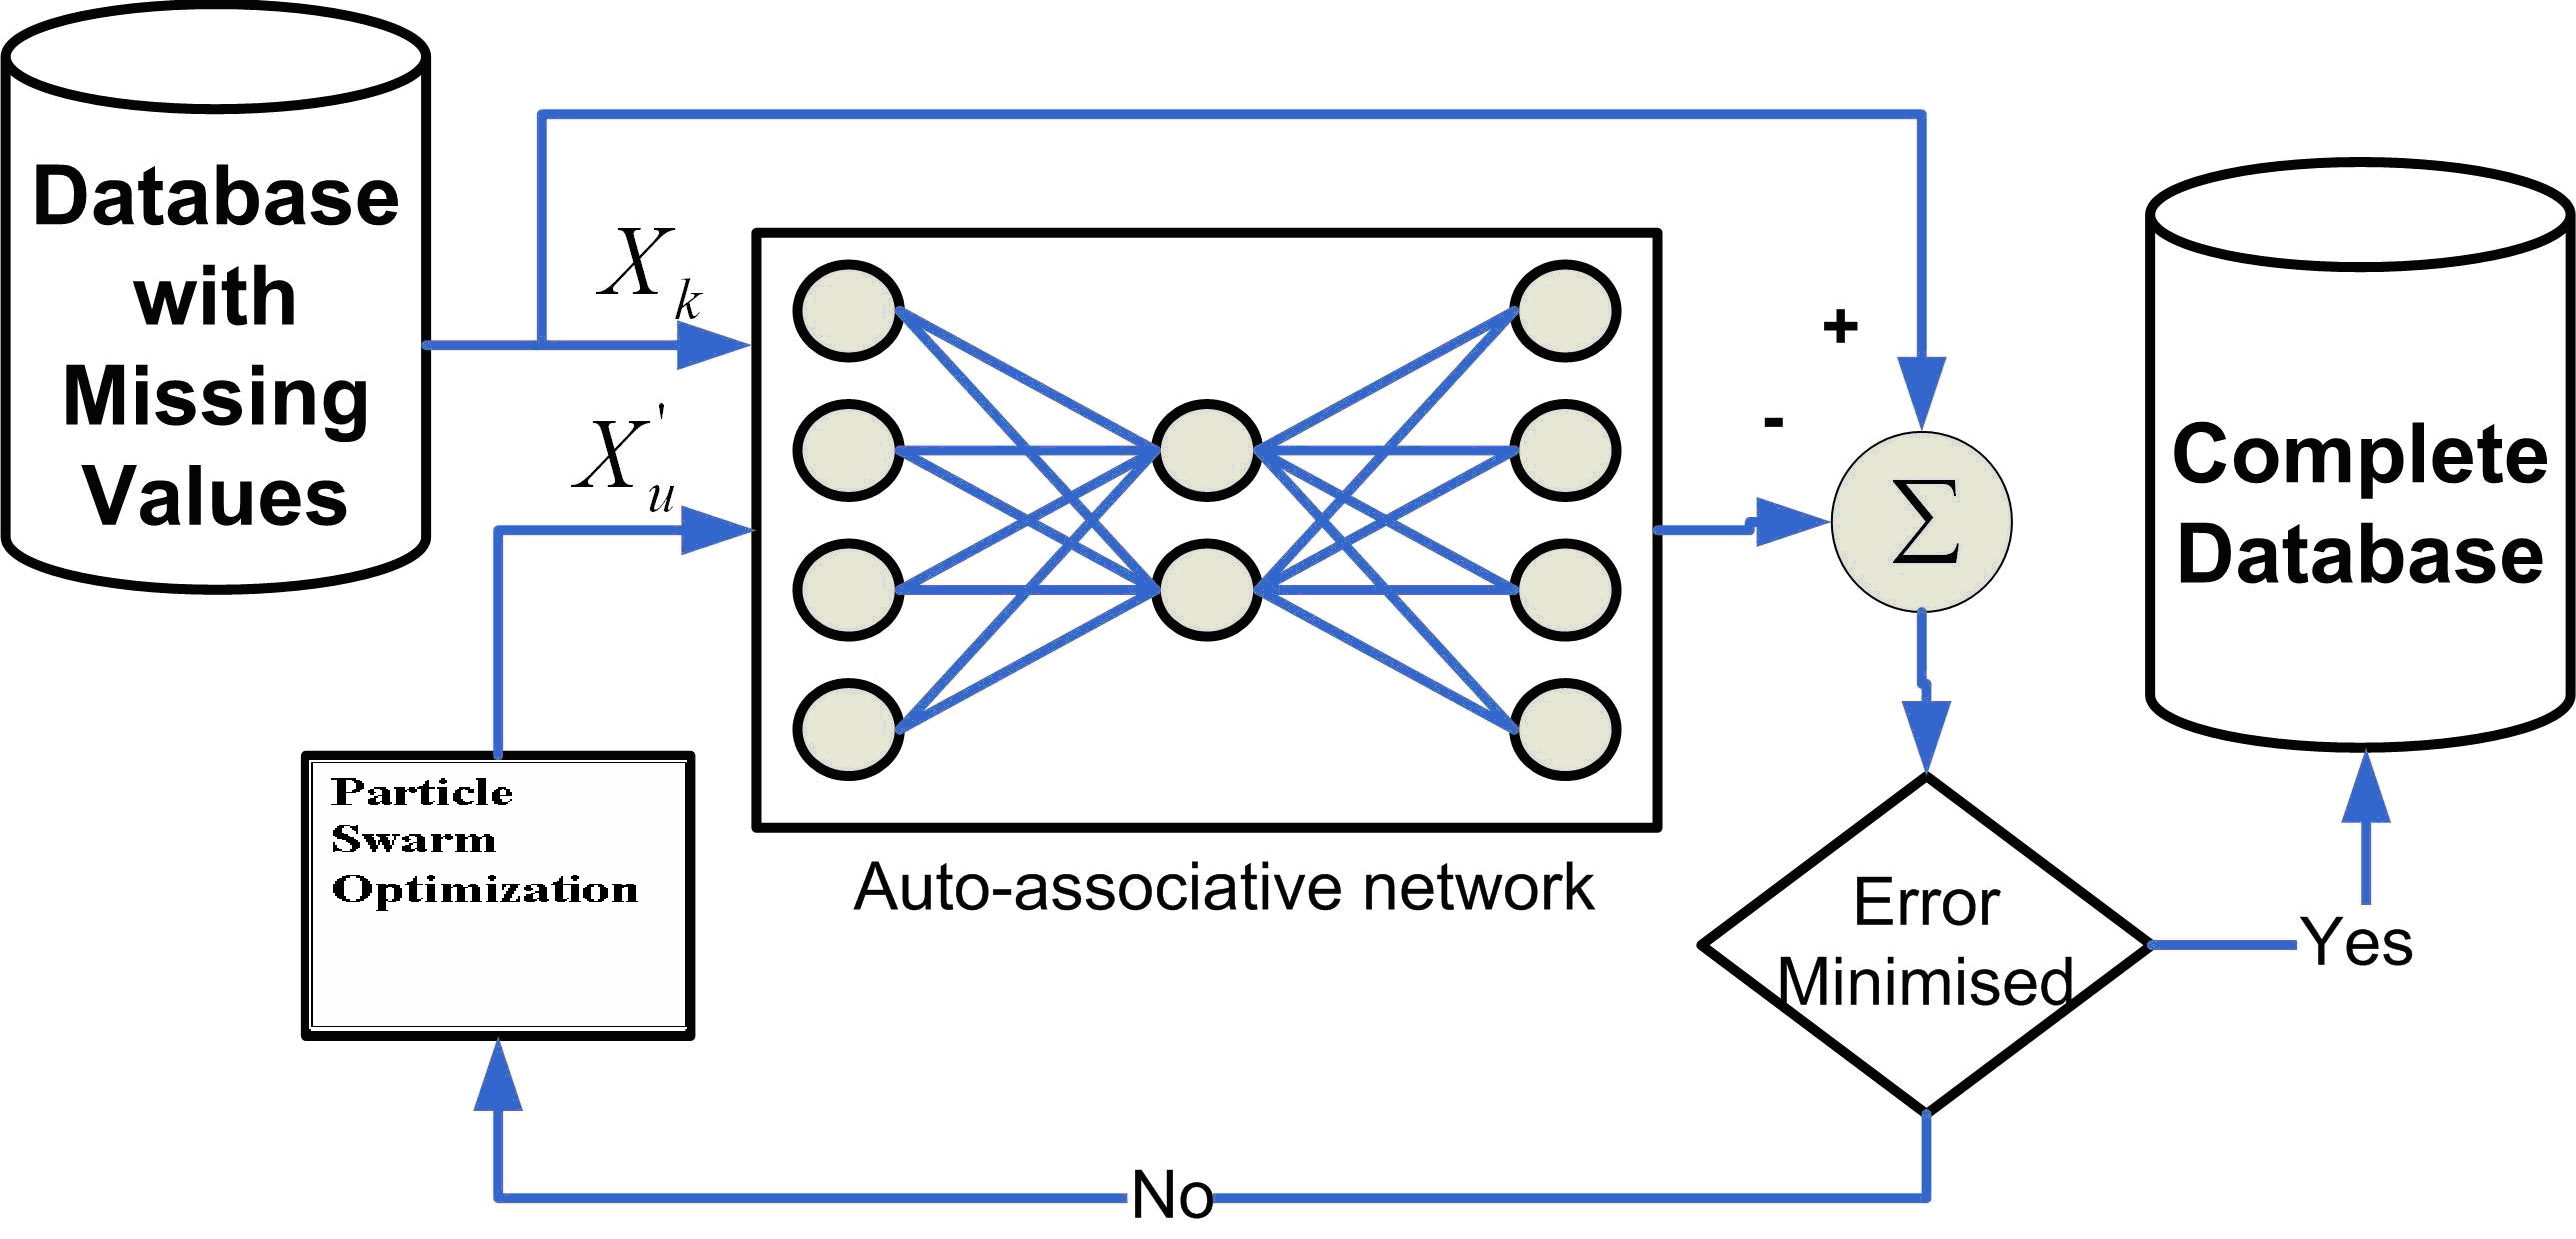 Database
with
Missing
Values
X k
X ' u
+
-
Σ
Complete
Database
Particle
Swarm
Optimization
Auto-associative network
Error
Minimised
Yes
No